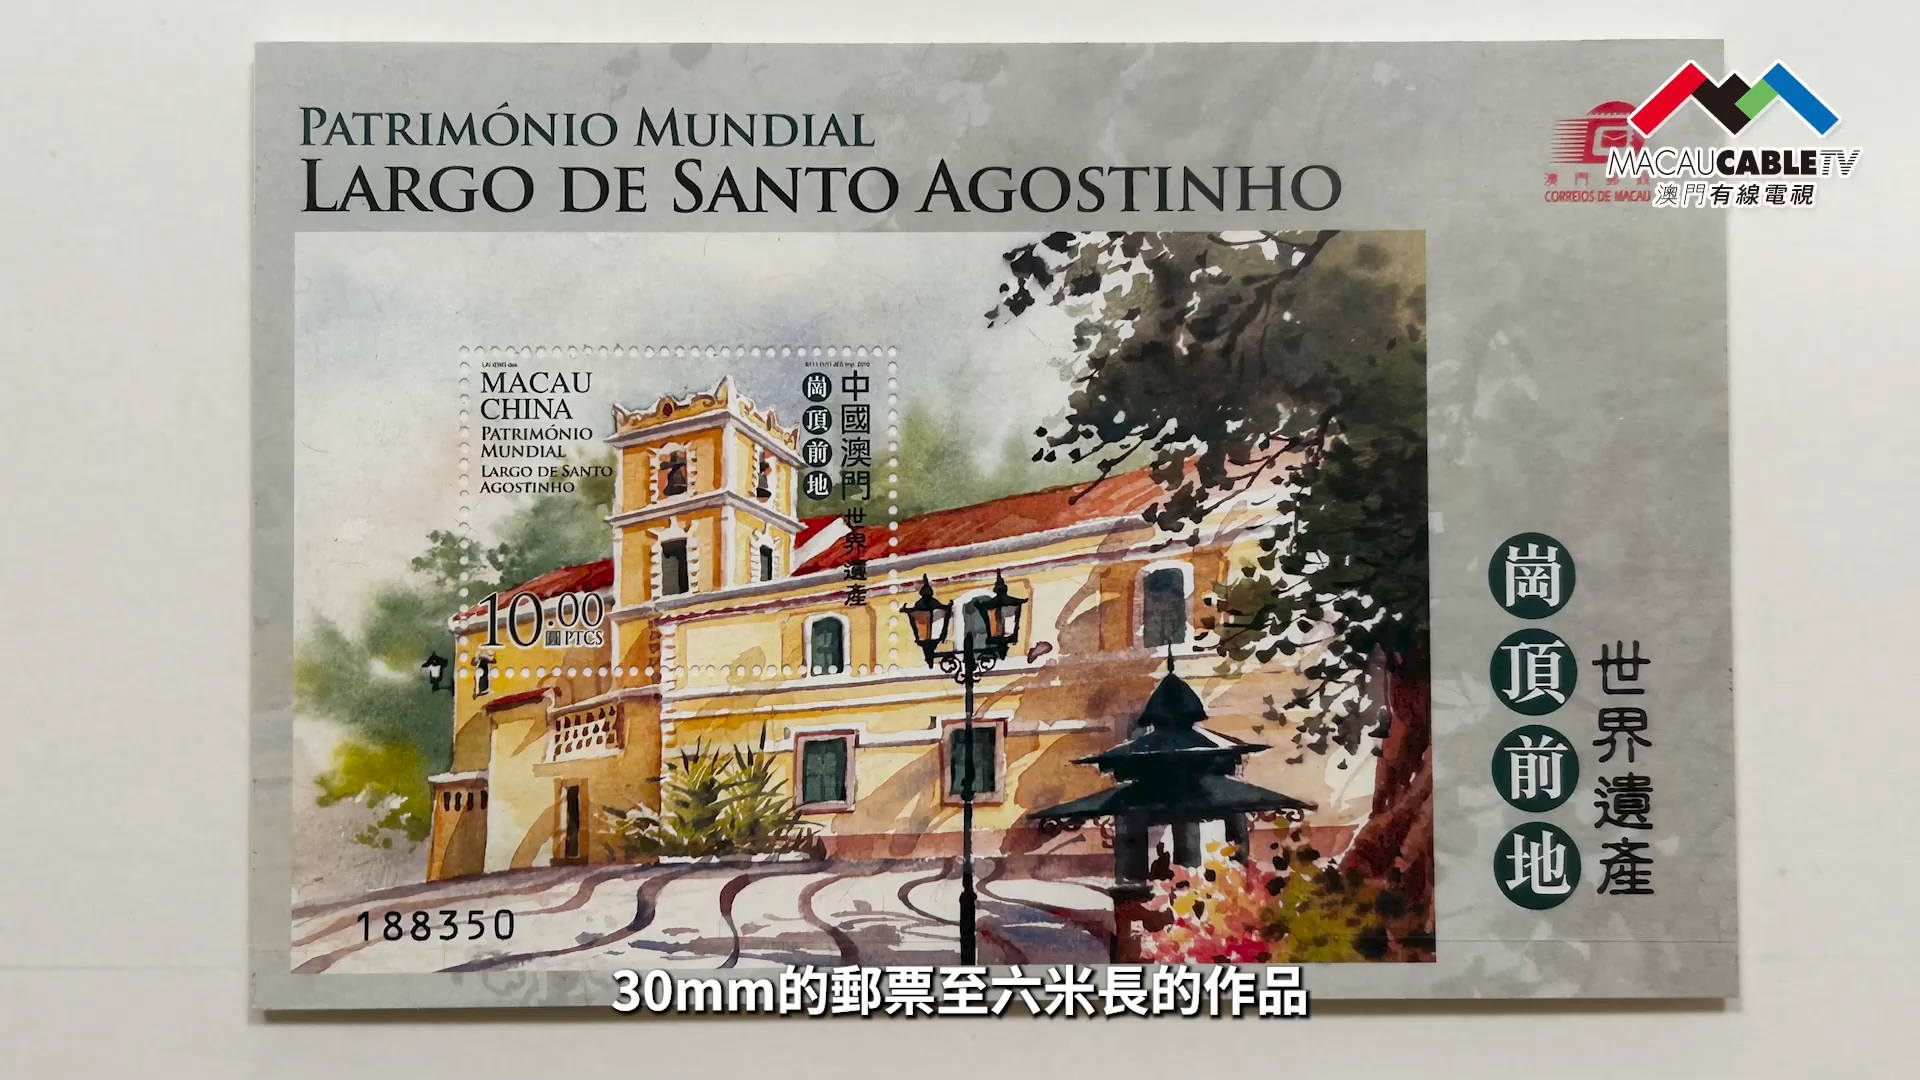 PATRIMÓNIO MUNDIAL
LARGO DE SANTO AGOSTINHO
CORREIOS DE MACAU
MACAUCABLETV
澳門有線電視
MACAU
CHINA
PATRIMÓNIO
MUNDIAL
LARGO DE SANTO
AGOSTINHO
崗頂前地
中國澳門
世界遺產
10.00
圓 PTCS
崗頂前地
世界遺產
188350
30mm的郵票至六米長的作品